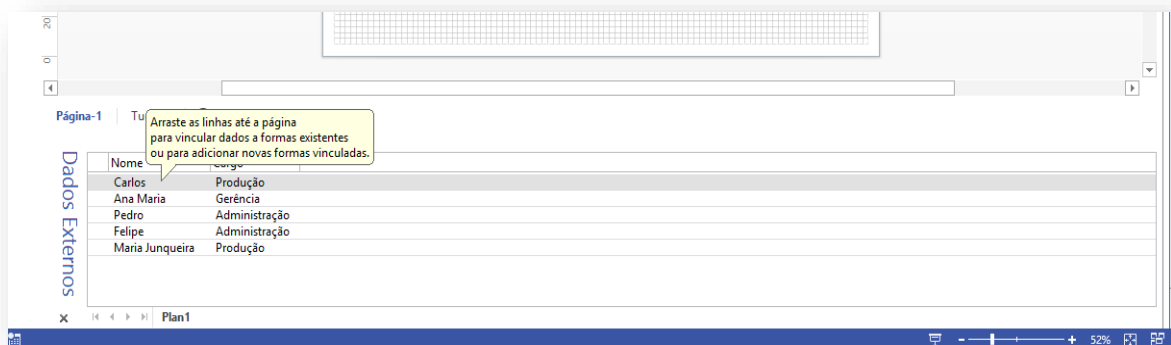 20
0
Página-1 Tu
Arraste as linhas até a página
para vincular dados a formas existentes
ou para adicionar novas formas vinculadas.
Dados Externos
Nome Cargo
Carlos Produção
Ana Maria Gerência
Pedro Administração
Felipe Administração
Maria Junqueira Produção
Plan1
52%